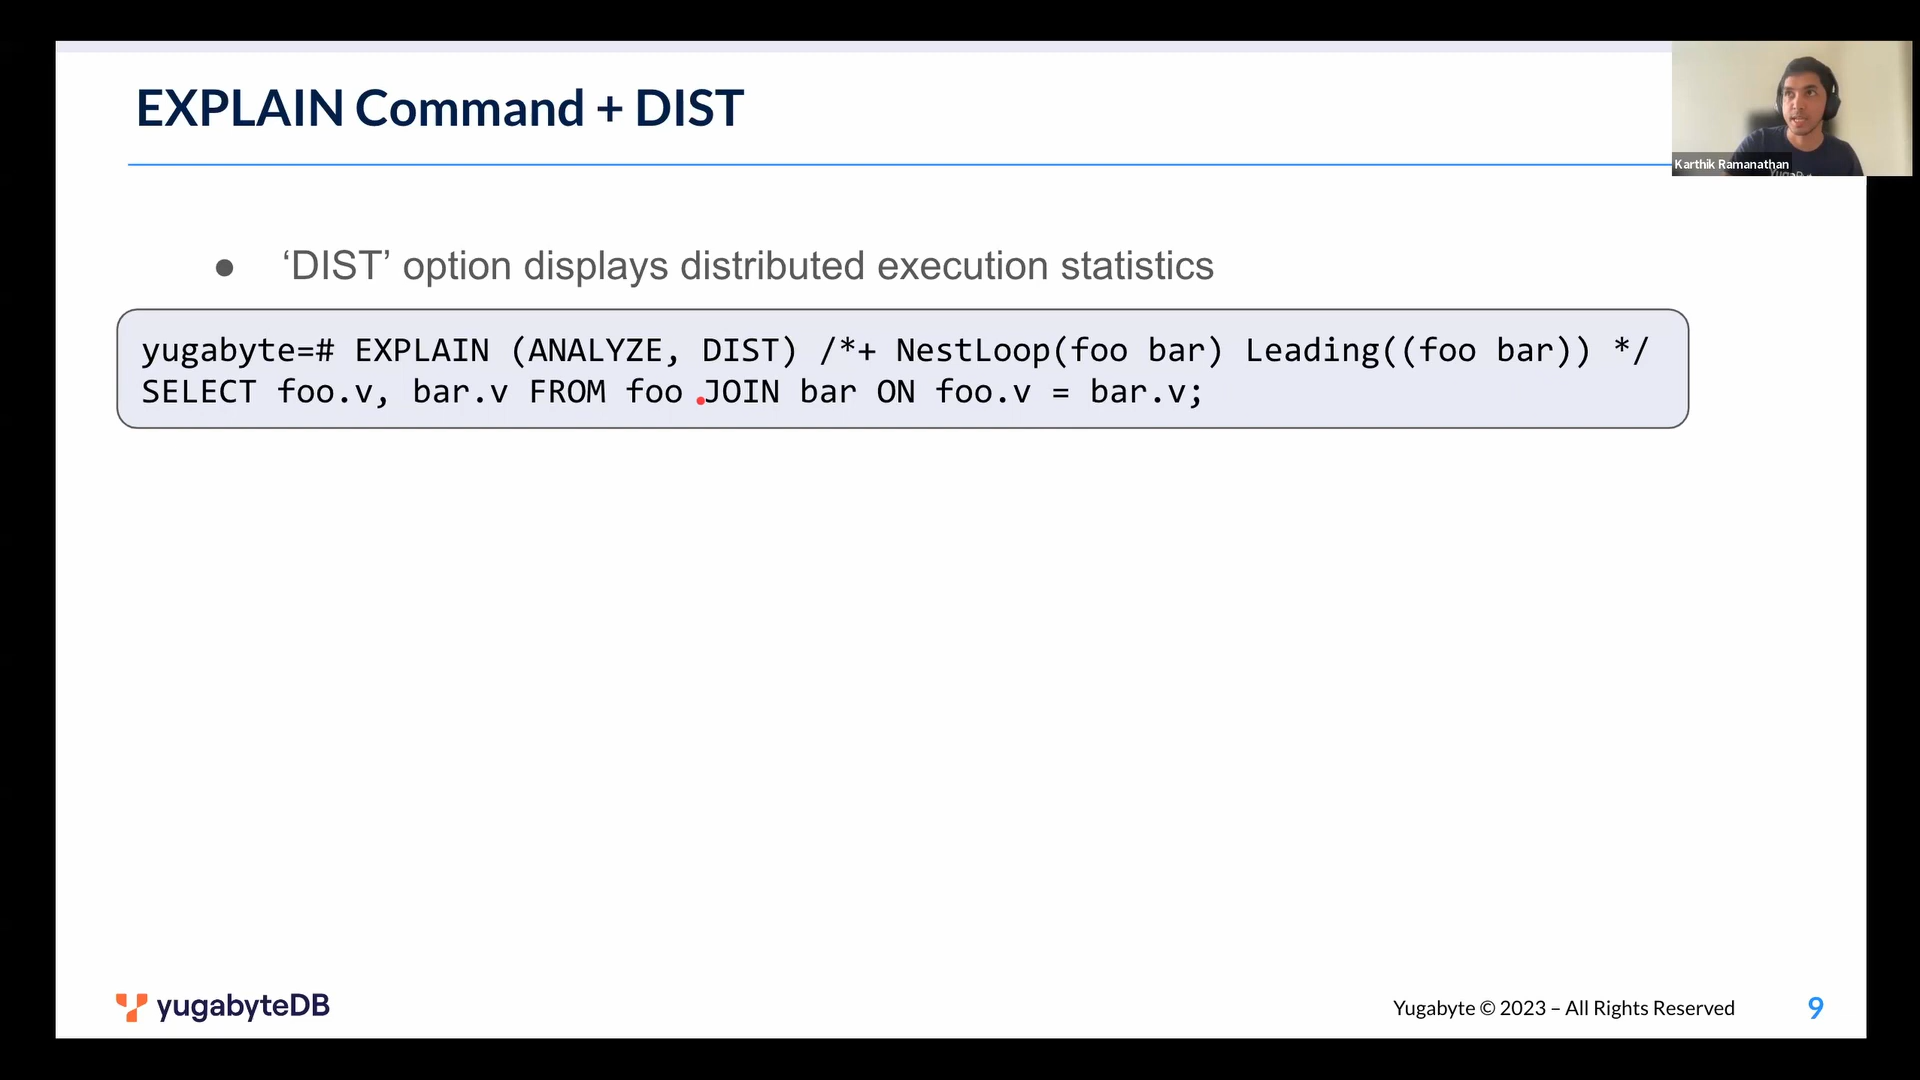 EXPLAIN Command + DIST
Karthik Ramanathan
● ‘DIST’ option displays distributed execution statistics
yugabyte=# EXPLAIN (ANALYZE, DIST) /*+ NestLoop(foo bar) Leading((foo bar)) */
SELECT foo.v, bar.v FROM foo JOIN bar ON foo.v = bar.v;
yugabyteDB
Yugabyte © 2023 – All Rights Reserved
9